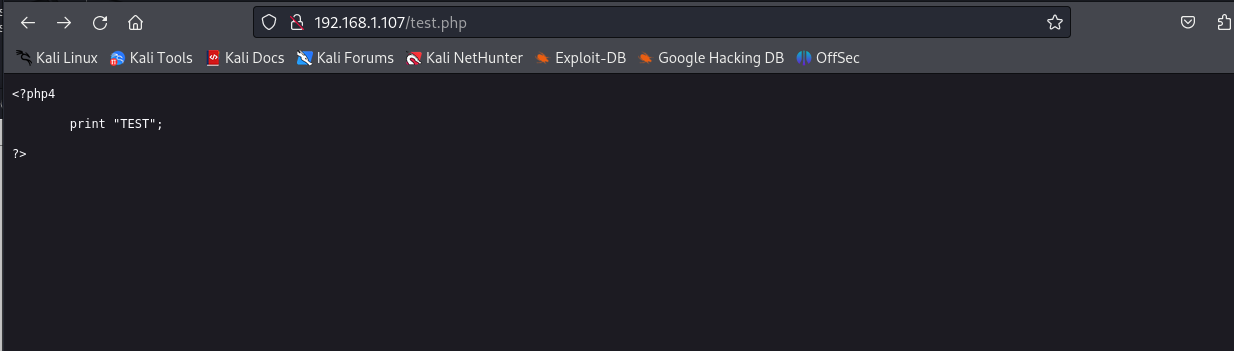 192.168.1.107/test.php
Kali Linux Kali Tools Kali Docs Kali Forums Kali NetHunter Exploit-DB Google Hacking DB OffSec
<?php4
print "TEST";
?>